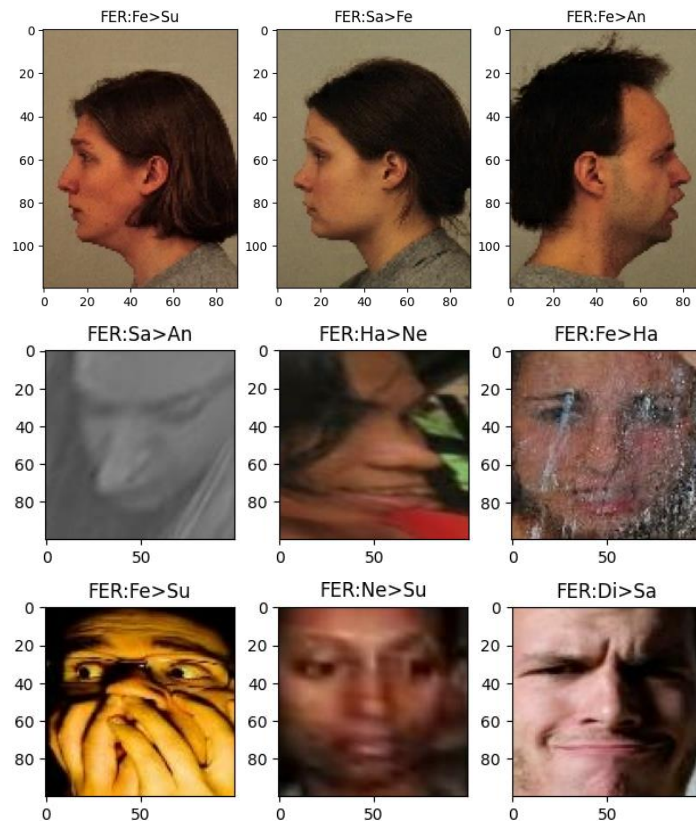 FER:Fe>Su FER:Sa>Fe FER:Fe>An
0 0 0
20 20 20
40 40 40
60 60 60
80 80 80
100 100 100
0 20 40 60 80 0 20 40 60 80 0 20 40 60 80
FER:Sa>An FER:Ha>Ne FER:Fe>Ha
0 0 0
20 20 20
40 40 40
60 60 60
80 80 80
0 50 0 50 0 50
FER:Fe>Su FER:Ne>Su FER:Di>Sa
0 0 0
20 20 20
40 40 40
60 60 60
80 80 80
0 50 0 50 0 50